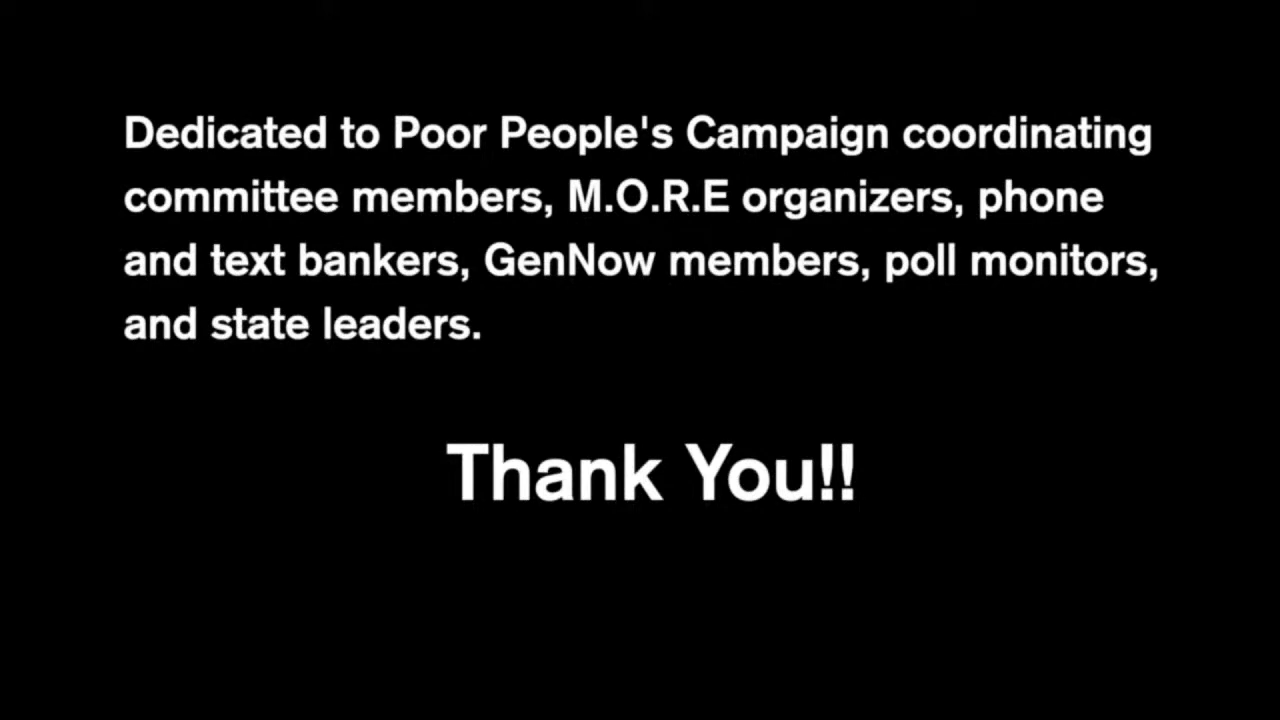 Dedicated to Poor People's Campaign coordinating
committee members, M.O.R.E organizers, phone
and text bankers, GenNow members, poll monitors,
and state leaders.
Thank You!!